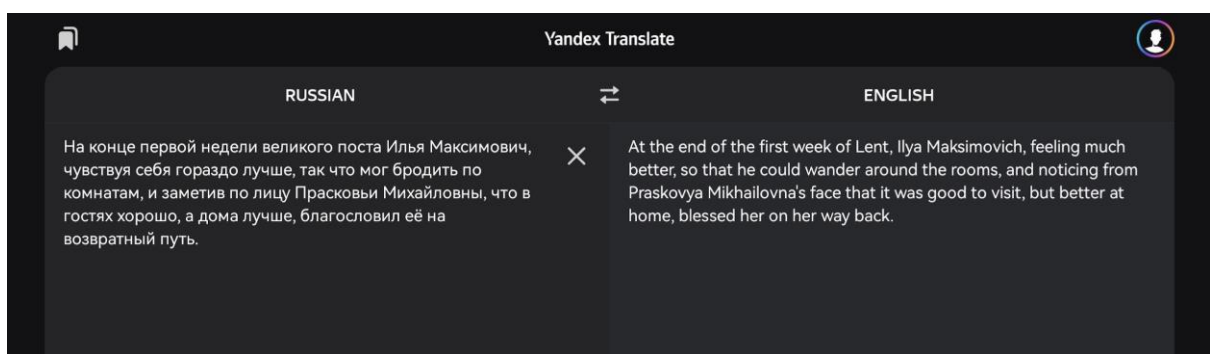 Yandex Translate
RUSSIAN
ENGLISH
На конце первой недели великого поста Илья Максимович,
чувствуя себя гораздо лучше, так что мог бродить по
комнатам, и заметив по лицу Прасковьи Михайловны, что в
гостях хорошо, а дома лучше, благословил её на
возвратный путь.
At the end of the first week of Lent, Ilya Maksimovich, feeling much
better, so that he could wander around the rooms, and noticing from
Praskovya Mikhailovna's face that it was good to visit, but better at
home, blessed her on her way back.